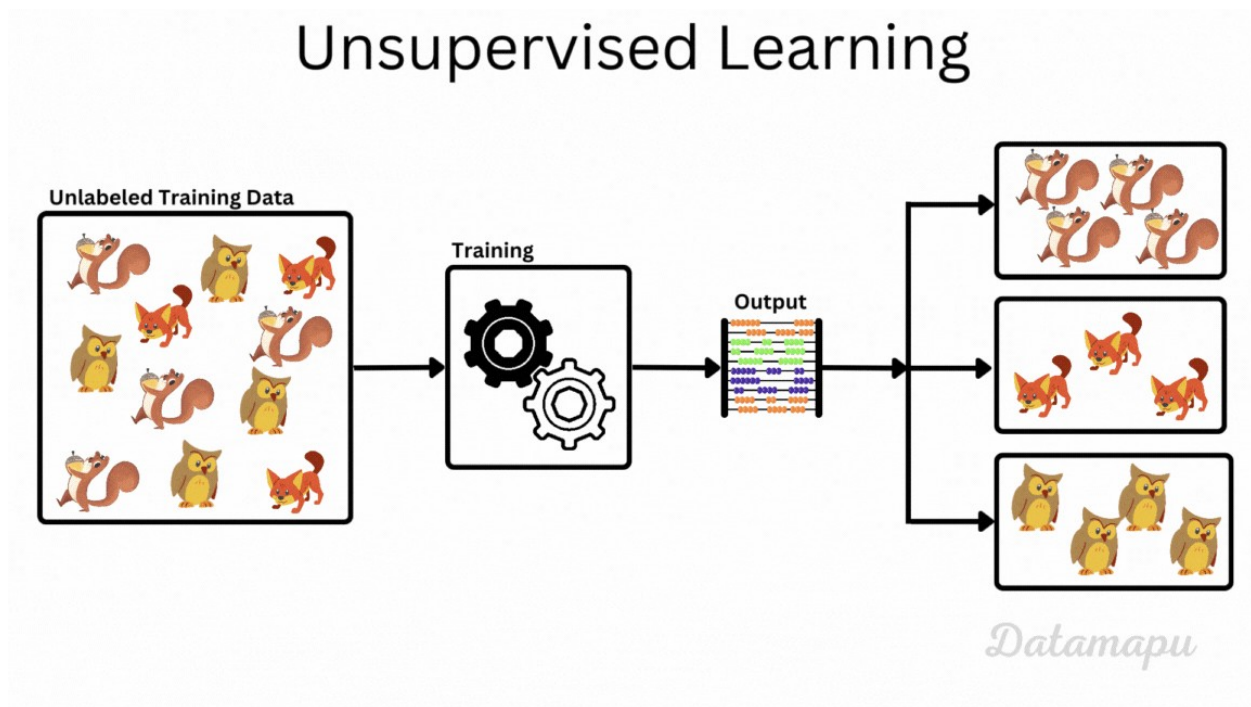 Unsupervised Learning
Unlabeled Training Data
Training
Output
Datamapu